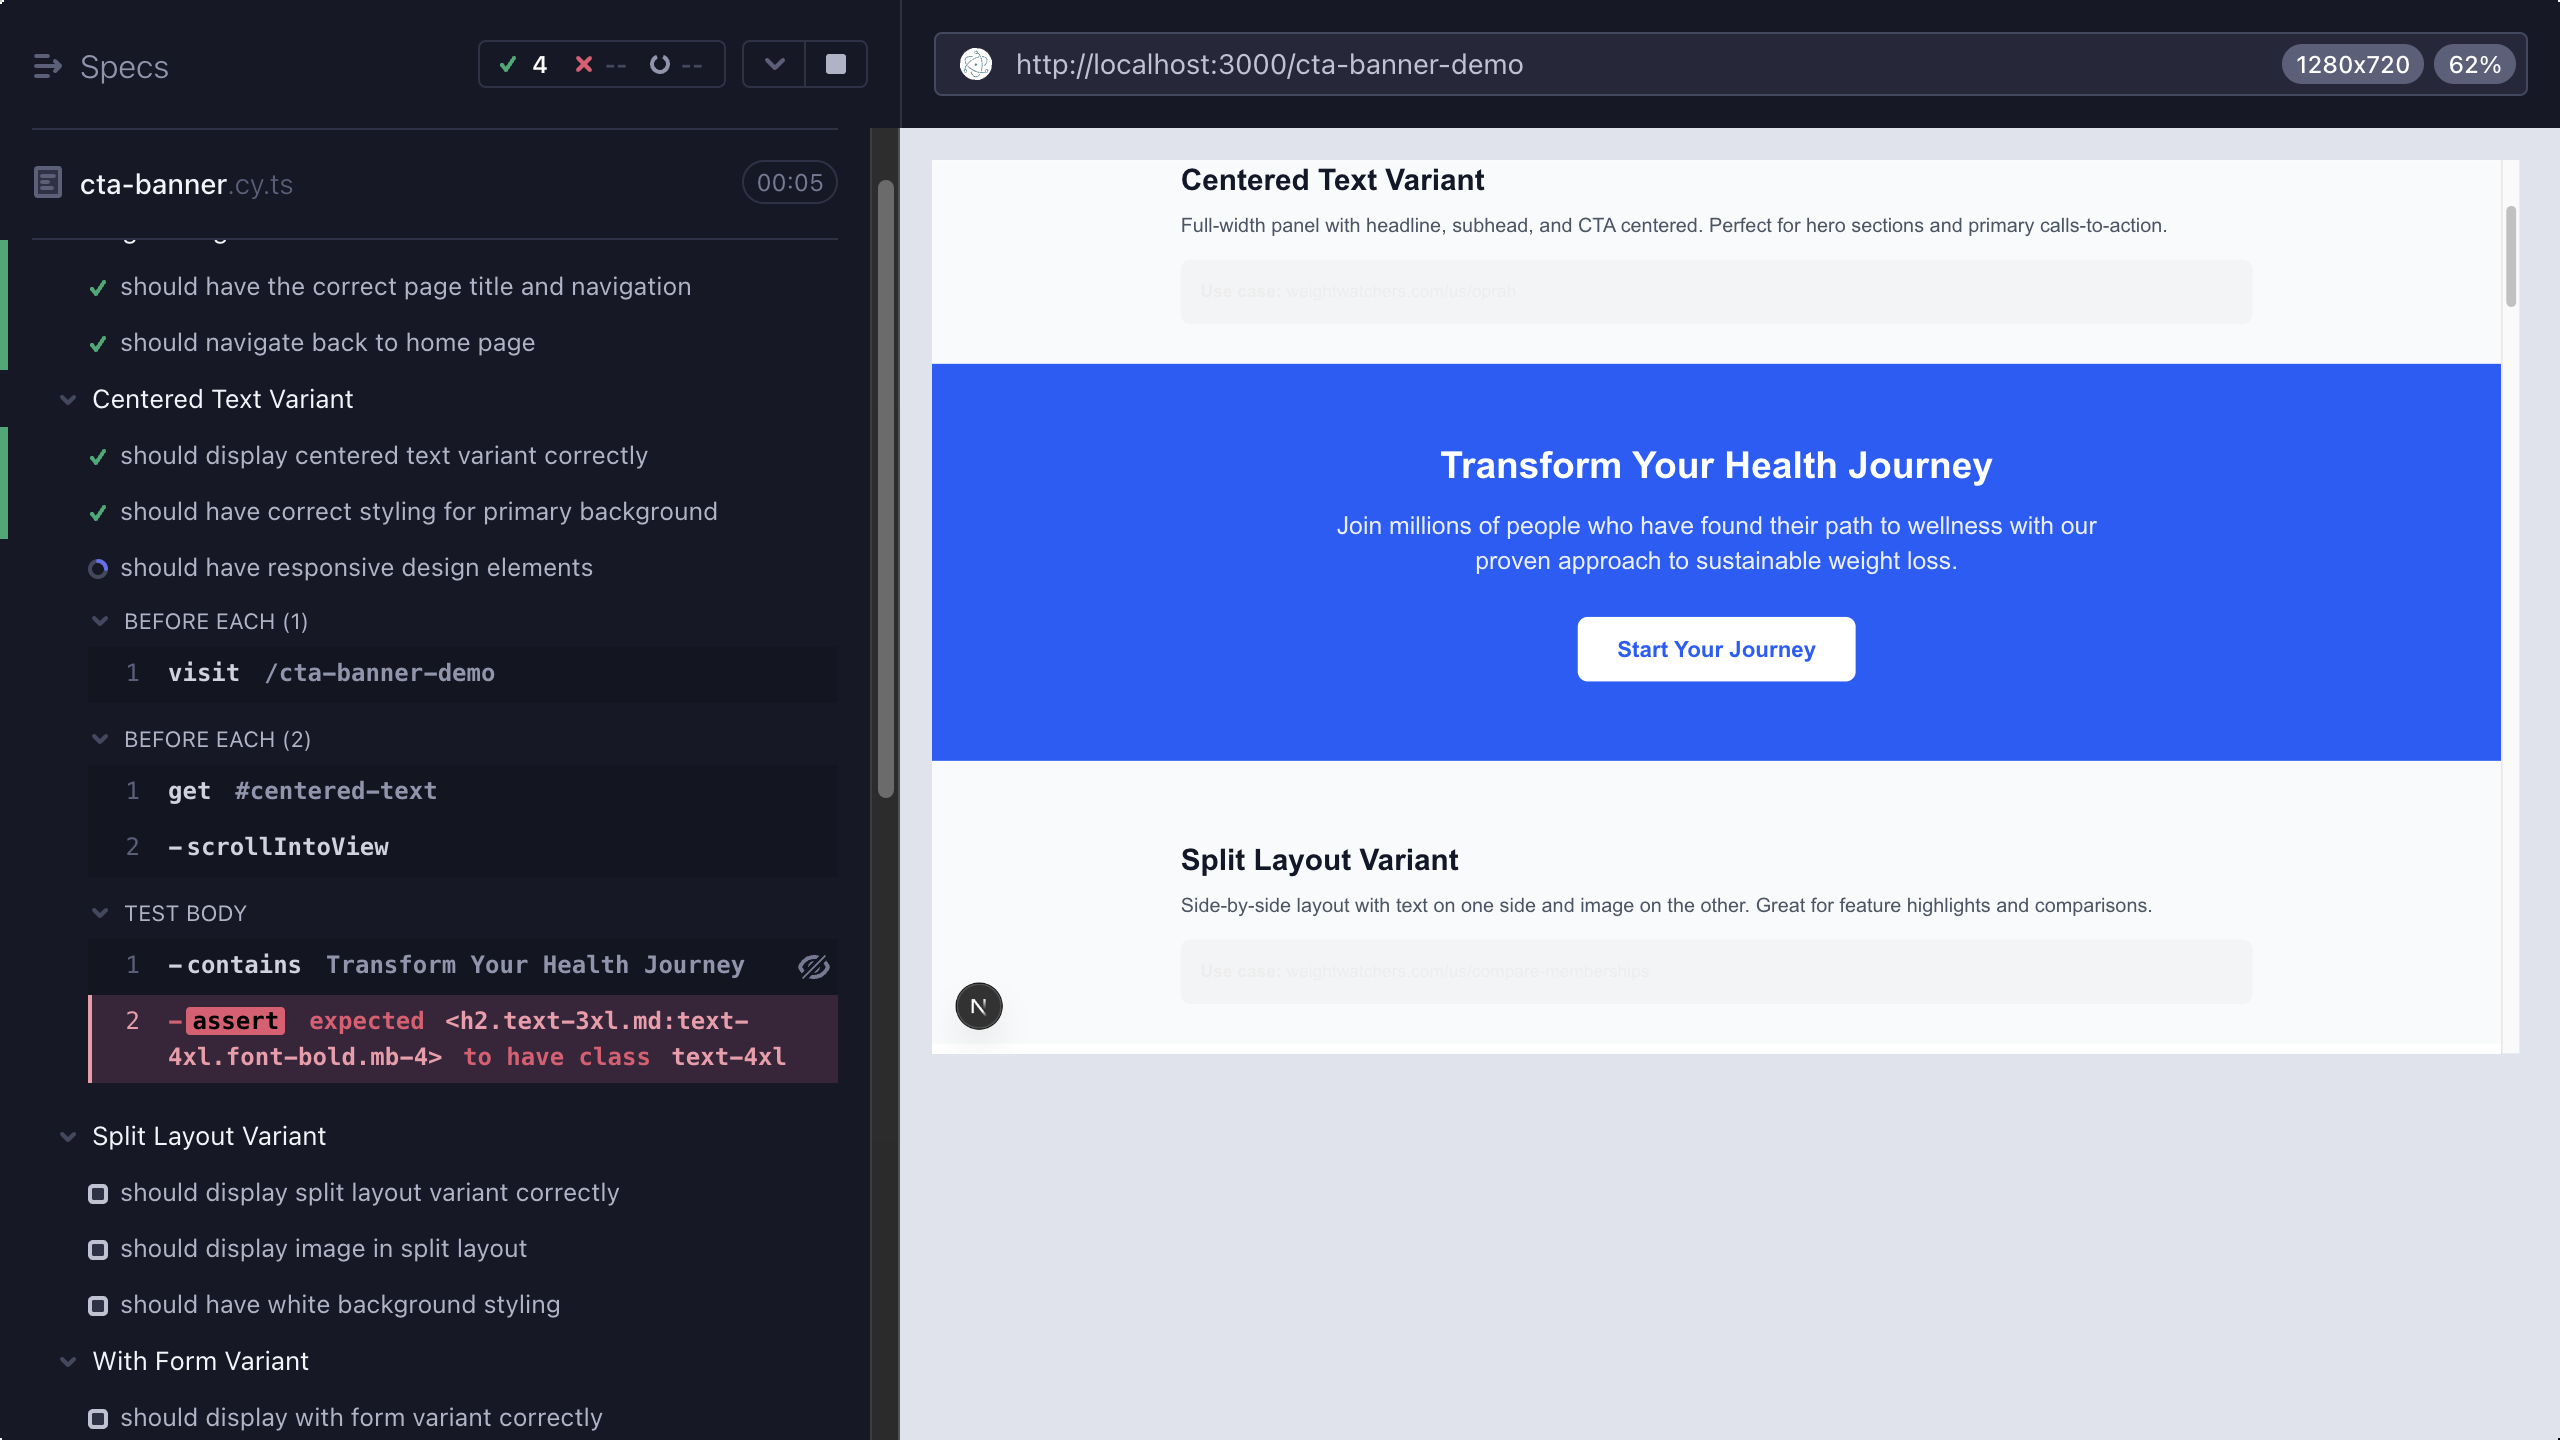 Specs
4 -- --
cta-banner.cy.ts
00:05
should have the correct page title and navigation
should navigate back to home page
Centered Text Variant
should display centered text variant correctly
should have correct styling for primary background
should have responsive design elements
BEFORE EACH (1)
1 visit /cta-banner-demo
BEFORE EACH (2)
1 get #centered-text
2 -scrollIntoView
TEST BODY
1 -contains Transform Your Health Journey
2 -assert expected <h2.text-3xl.md:text-
4xl.font-bold.mb-4> to have class text-4xl
Split Layout Variant
should display split layout variant correctly
should display image in split layout
should have white background styling
With Form Variant
should display with form variant correctly
http://localhost:3000/cta-banner-demo
1280x720
62%
Centered Text Variant
Full-width panel with headline, subhead, and CTA centered. Perfect for hero sections and primary calls-to-action.
Use case: weightwatchers.com/us/oprah
Transform Your Health Journey
Join millions of people who have found their path to wellness with our
proven approach to sustainable weight loss.
Start Your Journey
Split Layout Variant
Side-by-side layout with text on one side and image on the other. Great for feature highlights and comparisons.
Use case: weightwatchers.com/us/compare-memberships
N